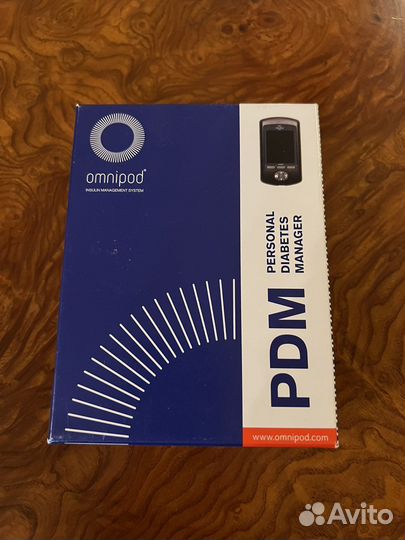 omnipod®
INSULIN MANAGEMENT SYSTEM
PDM
PERSONAL
DIABETES
MANAGER
www.omnipod.com
Avito